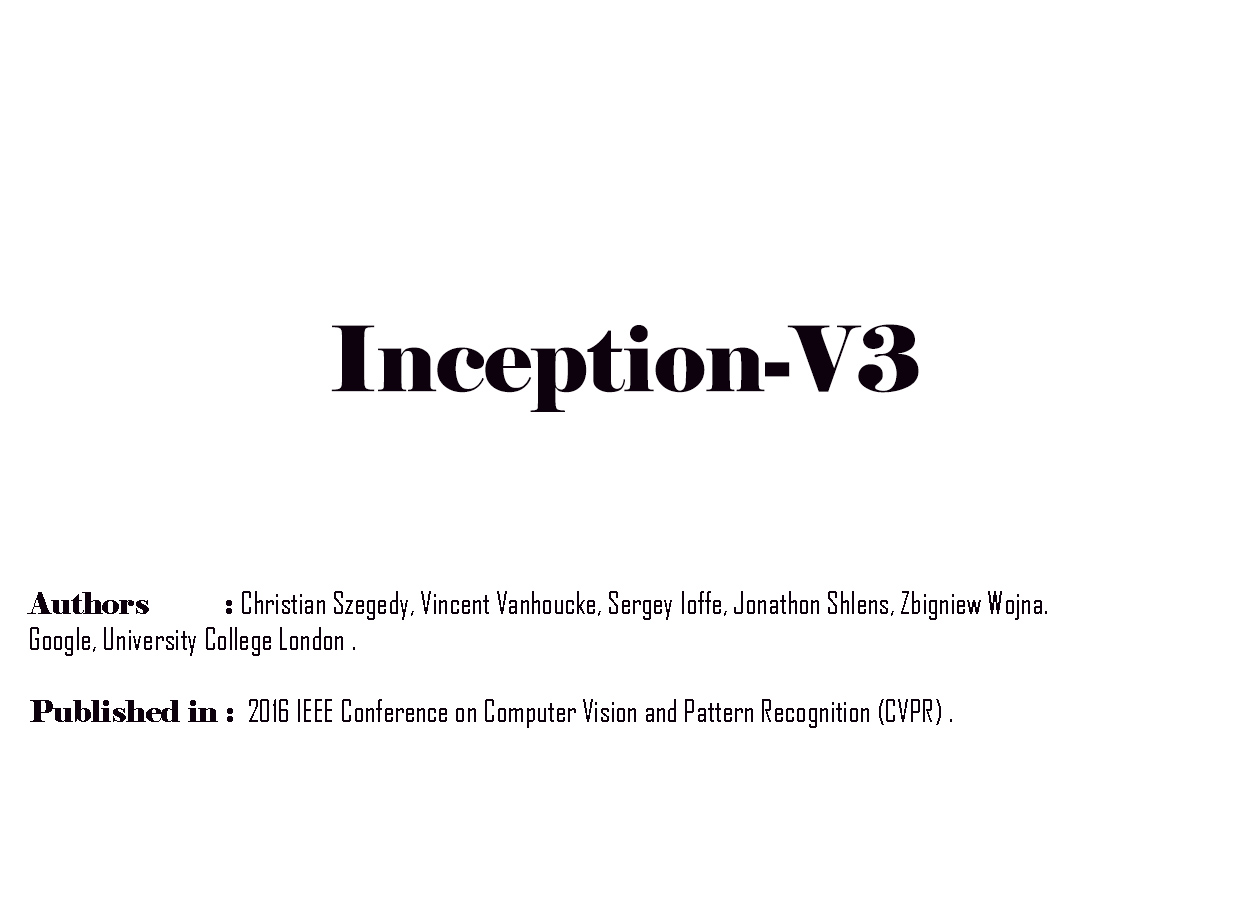 Inception-V3
Authors : Christian Szegedy, Vincent Vanhoucke, Sergey Ioffe, Jonathon Shlens, Zbigniew Wojna.
Google, University College London .
Published in : 2016 IEEE Conference on Computer Vision and Pattern Recognition (CVPR) .